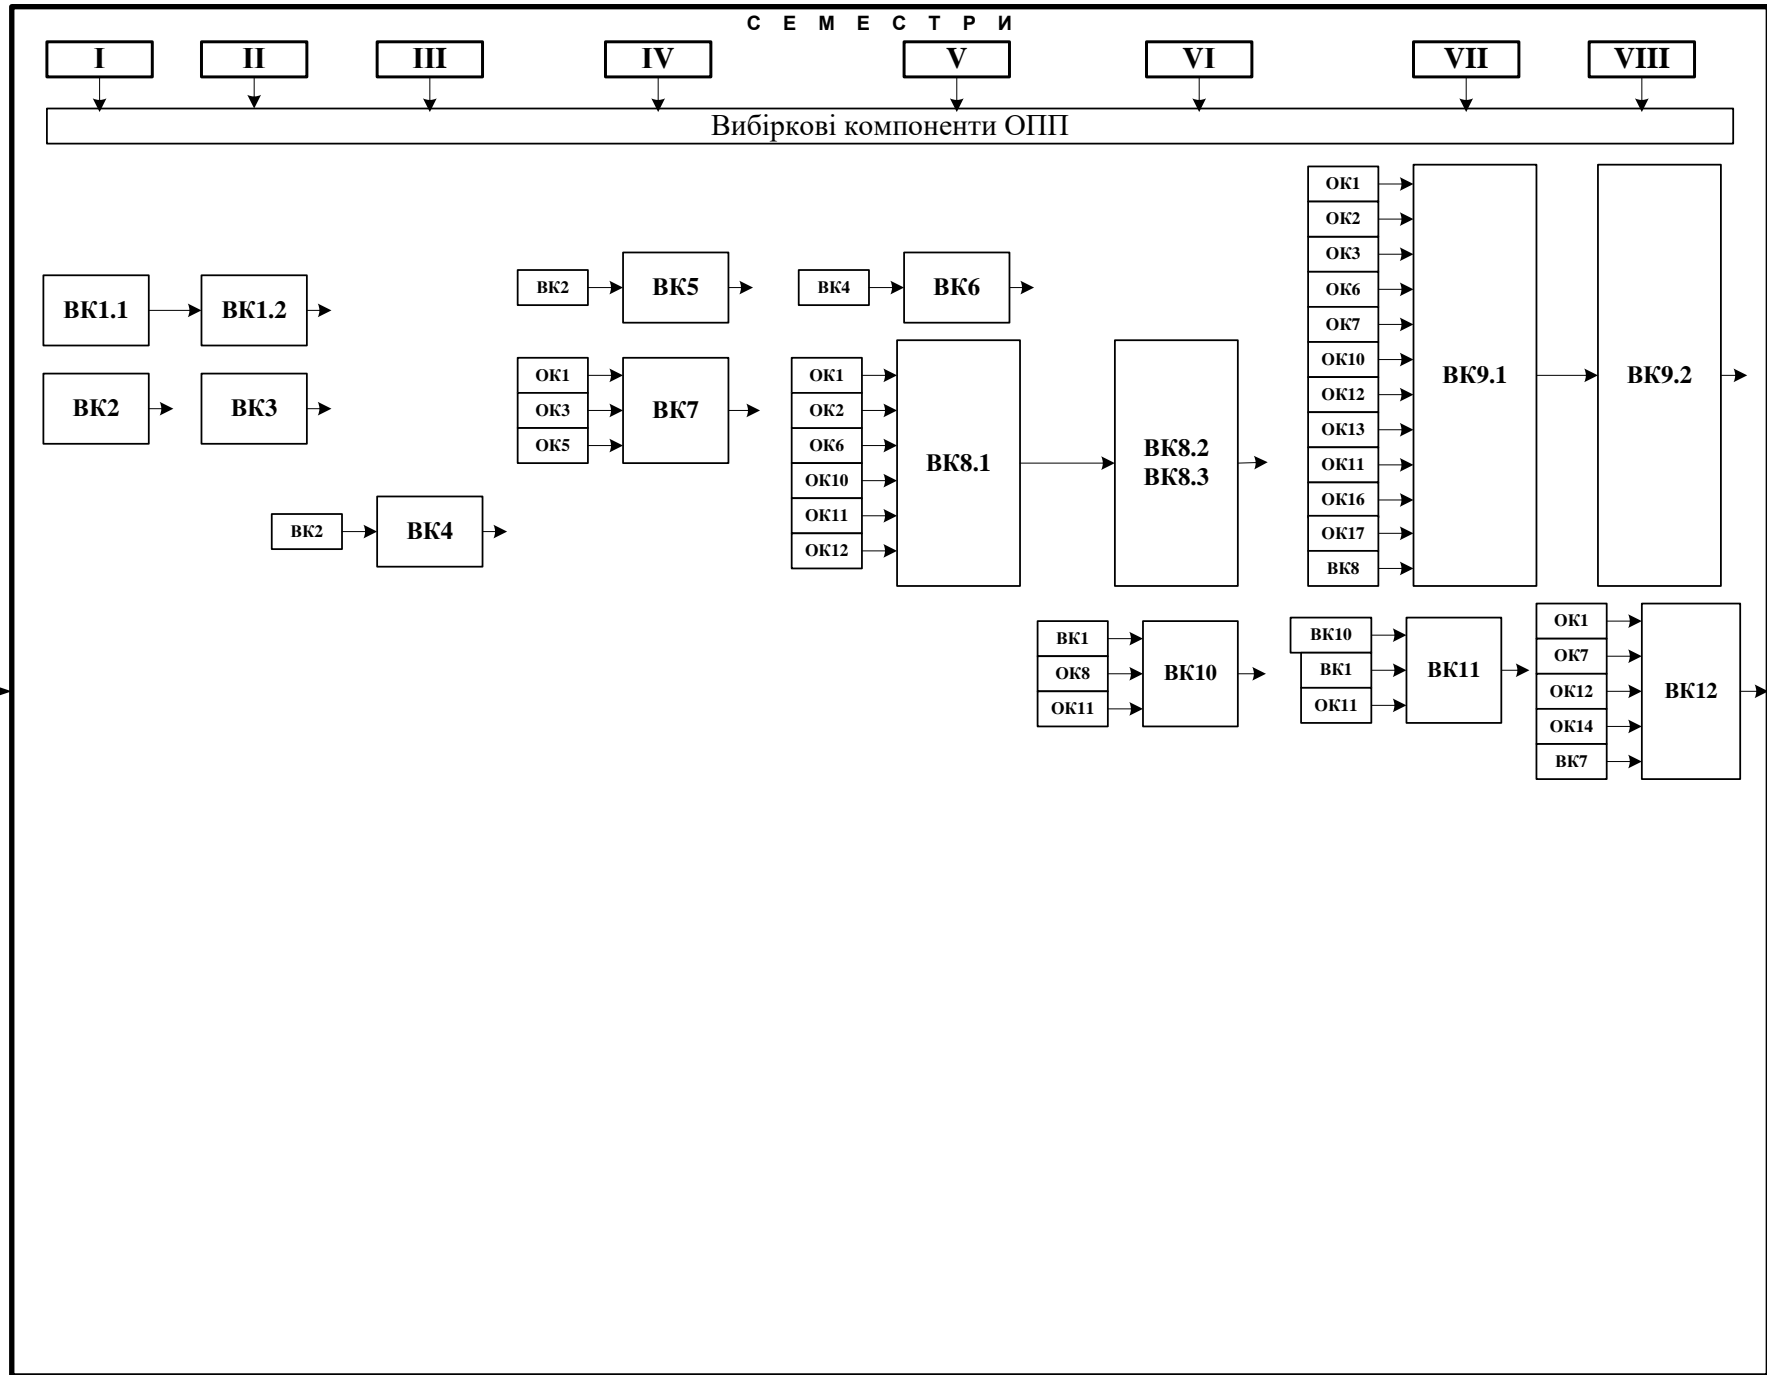 С Е М Е С Т Р И
I
II
III
IV
V
VI
VII
VIII
Вибіркові компоненти ОПП
ВК1.1
ВК1.2
ВК2
ВК3
ВК2
ВК4
ВК2
ВК5
ОК1
ОК3
ОК5
ВК7
ВК4
ВК6
ОК1
ОК2
ОК6
ОК10
ОК11
ОК12
ВК8.1
ВК8.2
ВК8.3
ВК1
ОК8
ОК11
ВК10
ОК1
ОК2
ОК3
ОК6
ОК7
ОК10
ОК12
ОК13
ОК11
ОК16
ОК17
ВК8
ВК9.1
ВК9.2
ВК10
ВК1
ОК11
ВК11
ОК1
ОК7
ОК12
ОК14
ВК7
ВК12